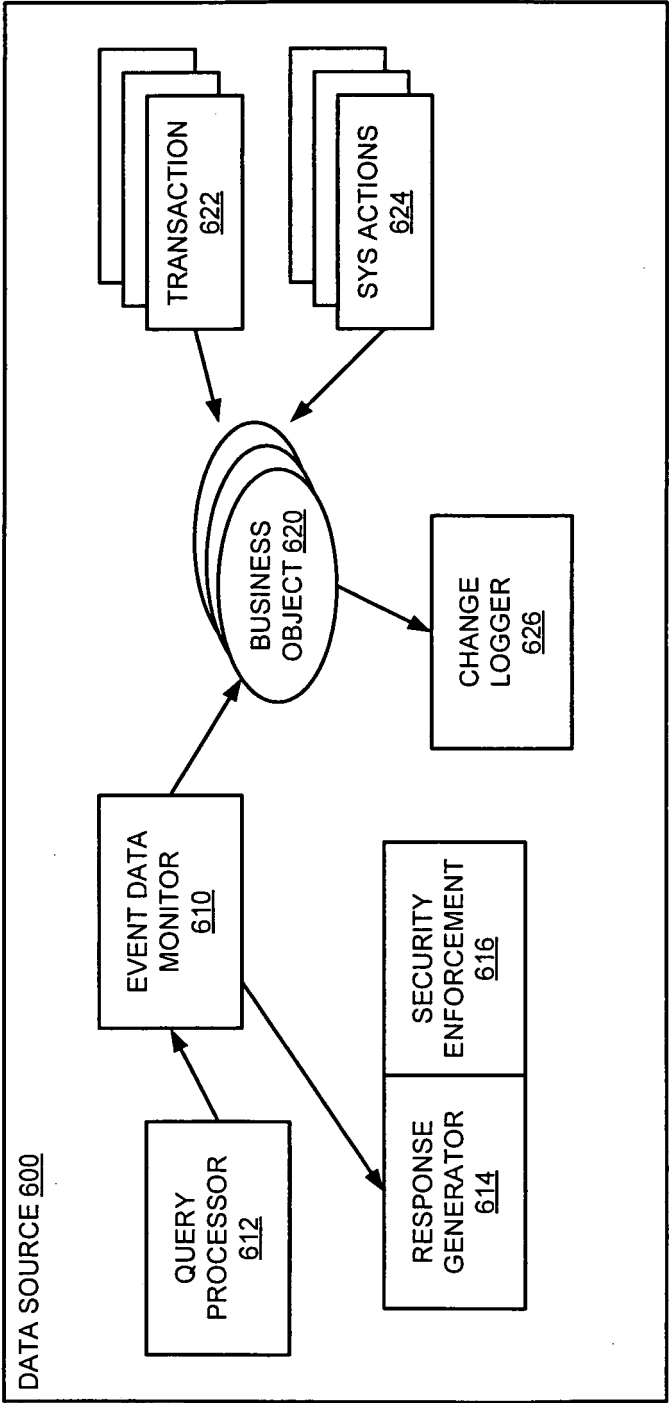 DATA SOURCE 600
QUERY
PROCESSOR
612
EVENT DATA
MONITOR
610
RESPONSE
GENERATOR
614
SECURITY
ENFORCEMENT
616
BUSINESS
OBJECT 620
CHANGE
LOGGER
626
TRANSACTION
622
SYS ACTIONS
624